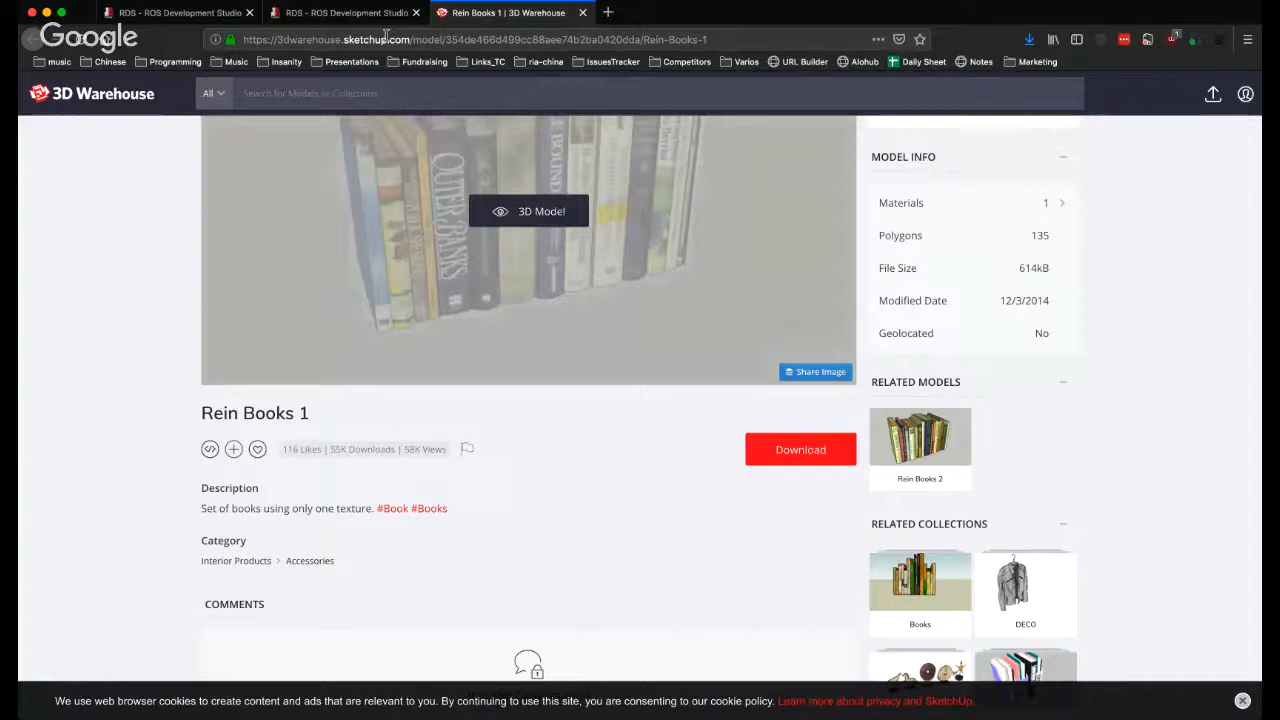 RDS - ROS Development Studio
RDS - ROS Development Studio
Rein Books 1 | 3D Warehouse
Google
https://3dwarehouse.sketchup.com/model/354de466d499cc88aee74b2ba0420dda/Rein-Books-1
music
Chinese
Programming
Music
Insanity
Presentations
Fundraising
Links_TC
ria-china
IssuesTracker
Competitors
Varlos
URL Builder
Alohub
Daily Sheet
Notes
Marketing
3D Warehouse
All
Search for Models or Collections
3D Model
Share Image
MODEL INFO
Materials 1
Polygons 135
File Size 614kB
Modified Date 12/3/2014
Geolocated No
RELATED MODELS
Rein Books 2
Rein Books 1
116 Likes | 55K Downloads | 58K Views
Download
Description
Set of books using only one texture. #Book #Books
Category
Interior Products > Accessories
COMMENTS
RELATED COLLECTIONS
Books
DECO
We use web browser cookies to create content and ads that are relevant to you. By continuing to use this site, you are consenting to our cookie policy. Learn more about privacy and SketchUp.